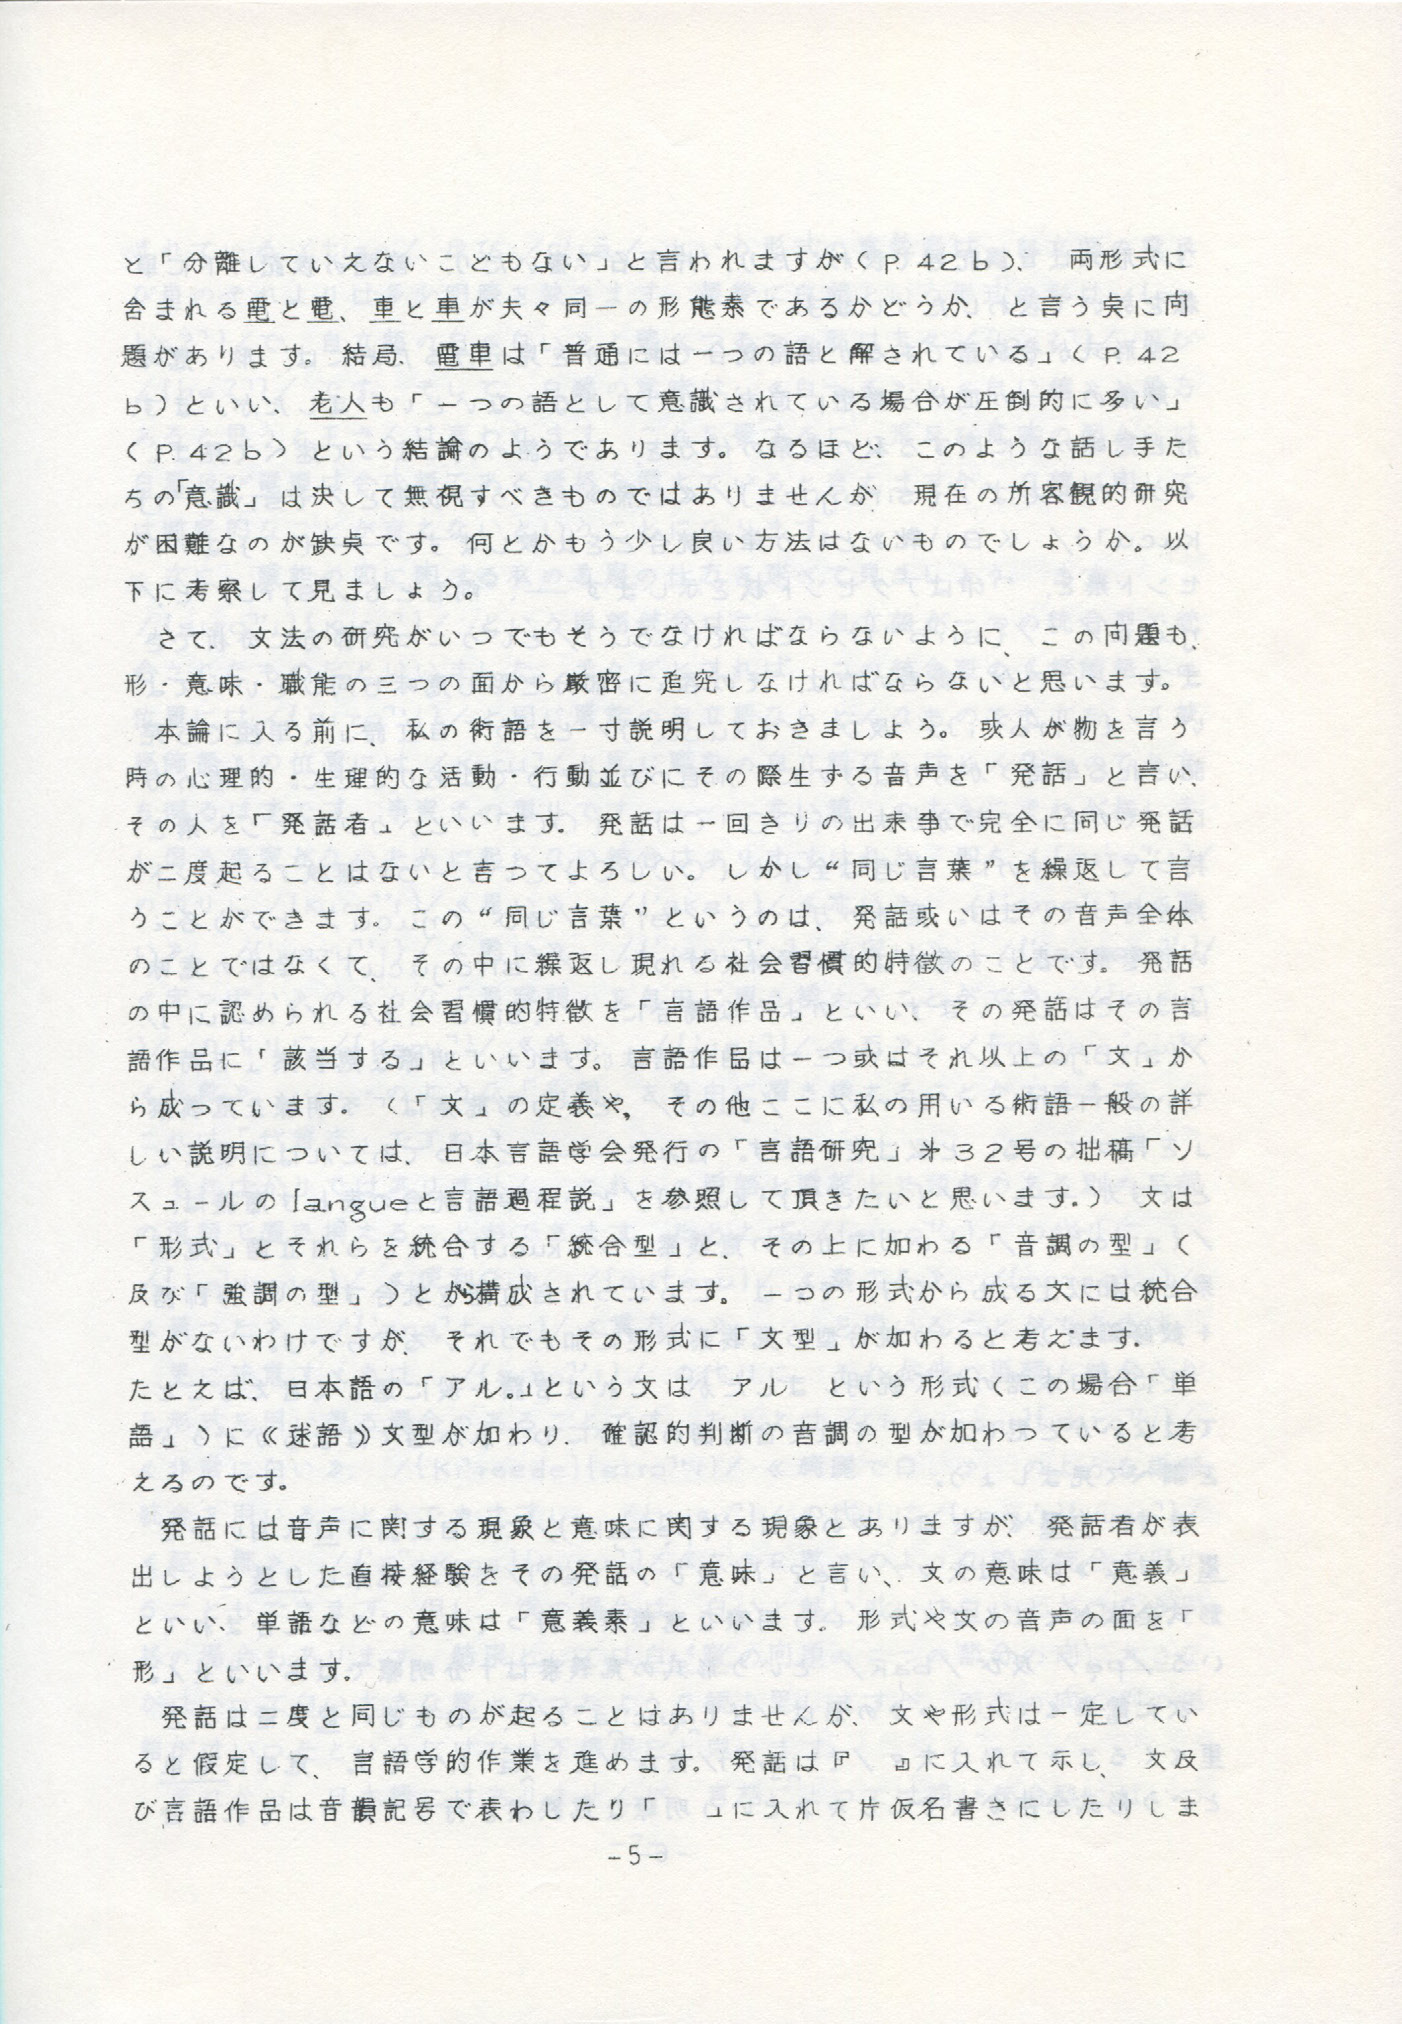 と「分離していえないこともない」と言われますが（P.42b）、両形式に
含まれる電と電、車と車が夫々同一の形態素であるかどうか、と言う点に問
題があります。結局、電車は「普通には一つの語と解されている」（P.42
b）といい、老人も「一つの語として意識されている場合が圧倒的に多い」
（P.42b）という結論のようであります。なるほど、このような話し手た
ちの「意識」は決して無視すべきものではありませんが、現在の所客観的研究
が困難なのが缺点です。何とかもう少し良い方法はないものでしょうか。以
下に考察して見ましょう。
さて、文法の研究がいつでもそうでなければならないように、この問題も、
形・意味・職能の三つの面から厳密に追究しなければならないと思います。
本論に入る前に、私の術語を一寸説明しておきましよう。或人が物を言う
時の心理的・生理的な活動・行動並びにその際生ずる音声を「発話」と言い、
その人を「発話者」といいます。発話は一回きりの出来事で完全に同じ発話
が二度起ることはないと言つてよろしい。しかし“同じ言葉”を繰返して言
うことができます。この“同じ言葉”というのは、発話或いはその音声全体
のことではなくて、その中に繰返し現れる社会習慣的特徴のことです。発話
の中に認められる社会習慣的特徴を「言語作品」といい、その発話はその言
語作品に「該当する」といいます。言語作品は一つ或はそれ以上の「文」か
ら成っています。（「文」の定義や、その他ここに私の用いる術語一般の詳
しい説明については、日本言語学会発行の「言語研究」㐧32号の拙稿「ソ
スュールのlangueと言語過程説」を参照して頂きたいと思います。）文は
「形式」とそれらを統合する「統合型」と、その上に加わる「音調の型」（
及び「強調の型」）とから構成されています。一つの形式から成る文には統合
型がないわけですが、それでもその形式に「文型」が加わると考えます。
たとえば、日本語の「アル。」という文は アル という形式（この場合「単
語」）に《述語》文型が加わり、確認的判断の音調の型が加わつていると考
えるのです。
発話には音声に関する現象と意味に関する現象とありますが、発話者が表
出しようとした直接経験をその発話の「意味」と言い、文の意味は「意義」
といい、単語などの意味は「意義素」といいます。形式や文の音声の面を「
形」といいます。
発話は二度と同じものが起ることはありませんが、文や形式は一定してい
ると仮定して、言語学的作業を進めます。発話は『　』に入れて示し、文及
び言語作品は音韻記号で表わしたり「　」に入れて片仮名書きにしたりしま
-5-